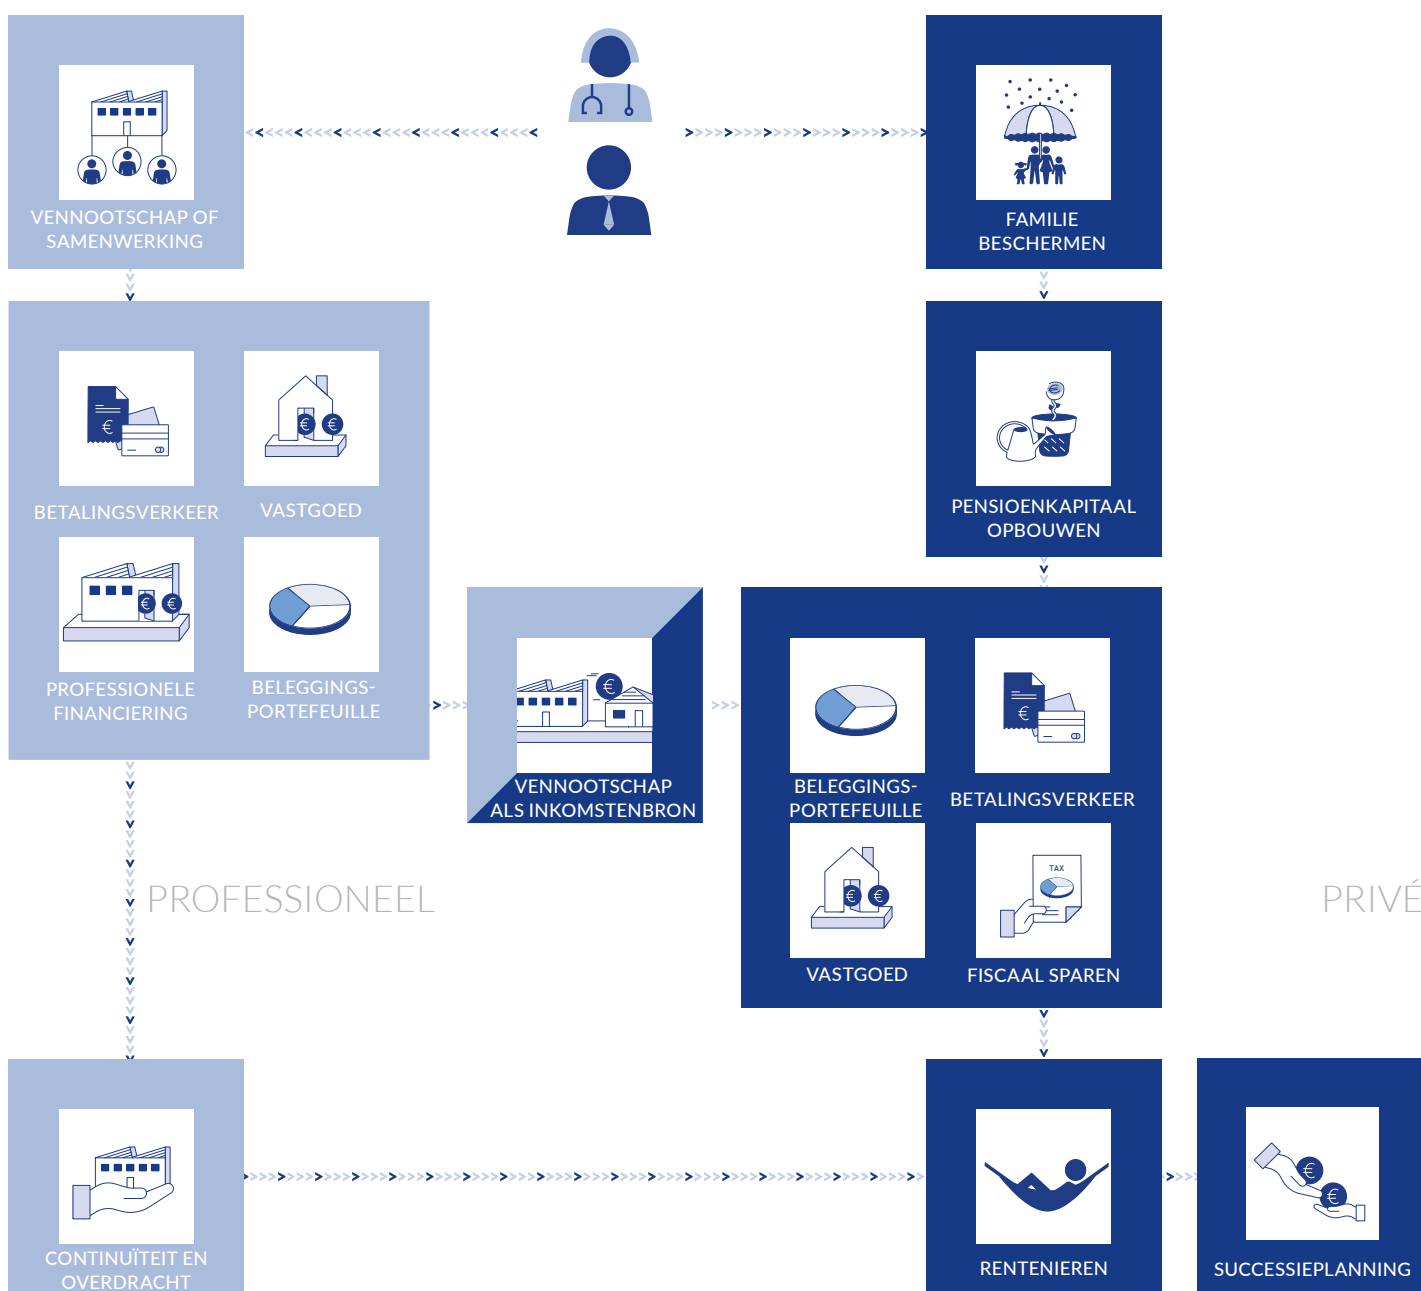 VENNOOTSCHAP OF
SAMENWERKING
FAMILIE
BESCHERMEN
€
€
€
BETALINGSVERKEER
VASTGOED
€
€
PROFESSIONELE
FINANCIERING
BELEGGINGS-
PORTEFEUILLE
€
PENSIOENKAPITAAL
OPBOUWEN
€
VENNOOTSCHAP
ALS INKOMSTENBRON
€
BELEGGINGS-
PORTEFEUILLE
BETALINGSVERKEER
€
€
VASTGOED
TAX
FISCAAL SPAREN
PROFESSIONEEL
PRIVÉ
CONTINUÏTEIT EN
OVERDRACHT
RENTENIEREN
€
€
SUCCESSIEPLANNING